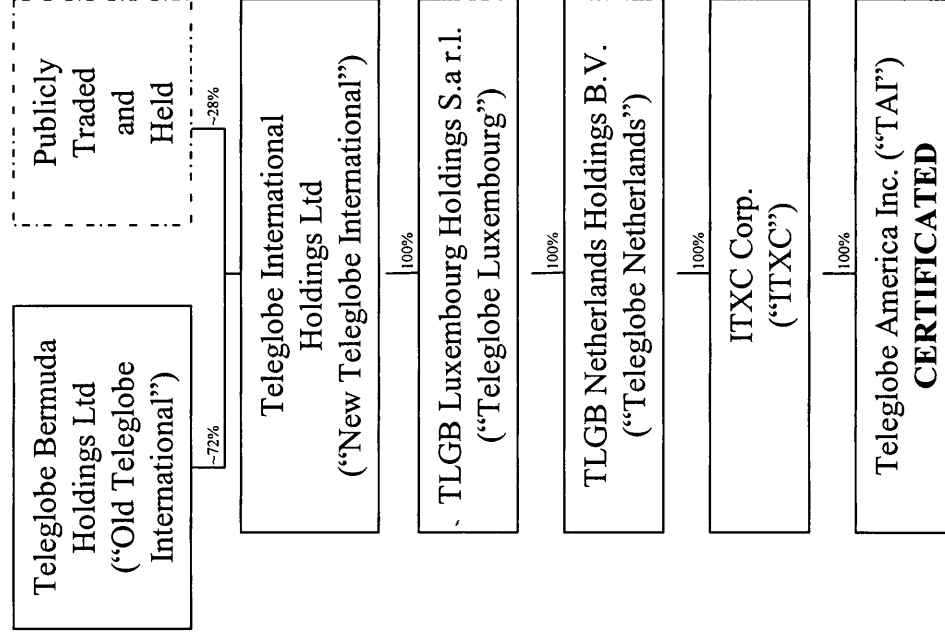 Teleglobe Bermuda
Holdings Ltd
(“Old Teleglobe
International”)
Publicly
Traded
and
Held
~72%
~28%
Teleglobe International
Holdings Ltd
(“New Teleglobe International”)
100%
TLGB Luxembourg Holdings S.a r.l.
(“Teleglobe Luxembourg”)
100%
TLGB Netherlands Holdings B.V.
(“Teleglobe Netherlands”)
100%
ITXC Corp.
(“ITXC”)
100%
Teleglobe America Inc. (“TAI”)
CERTIFICATED